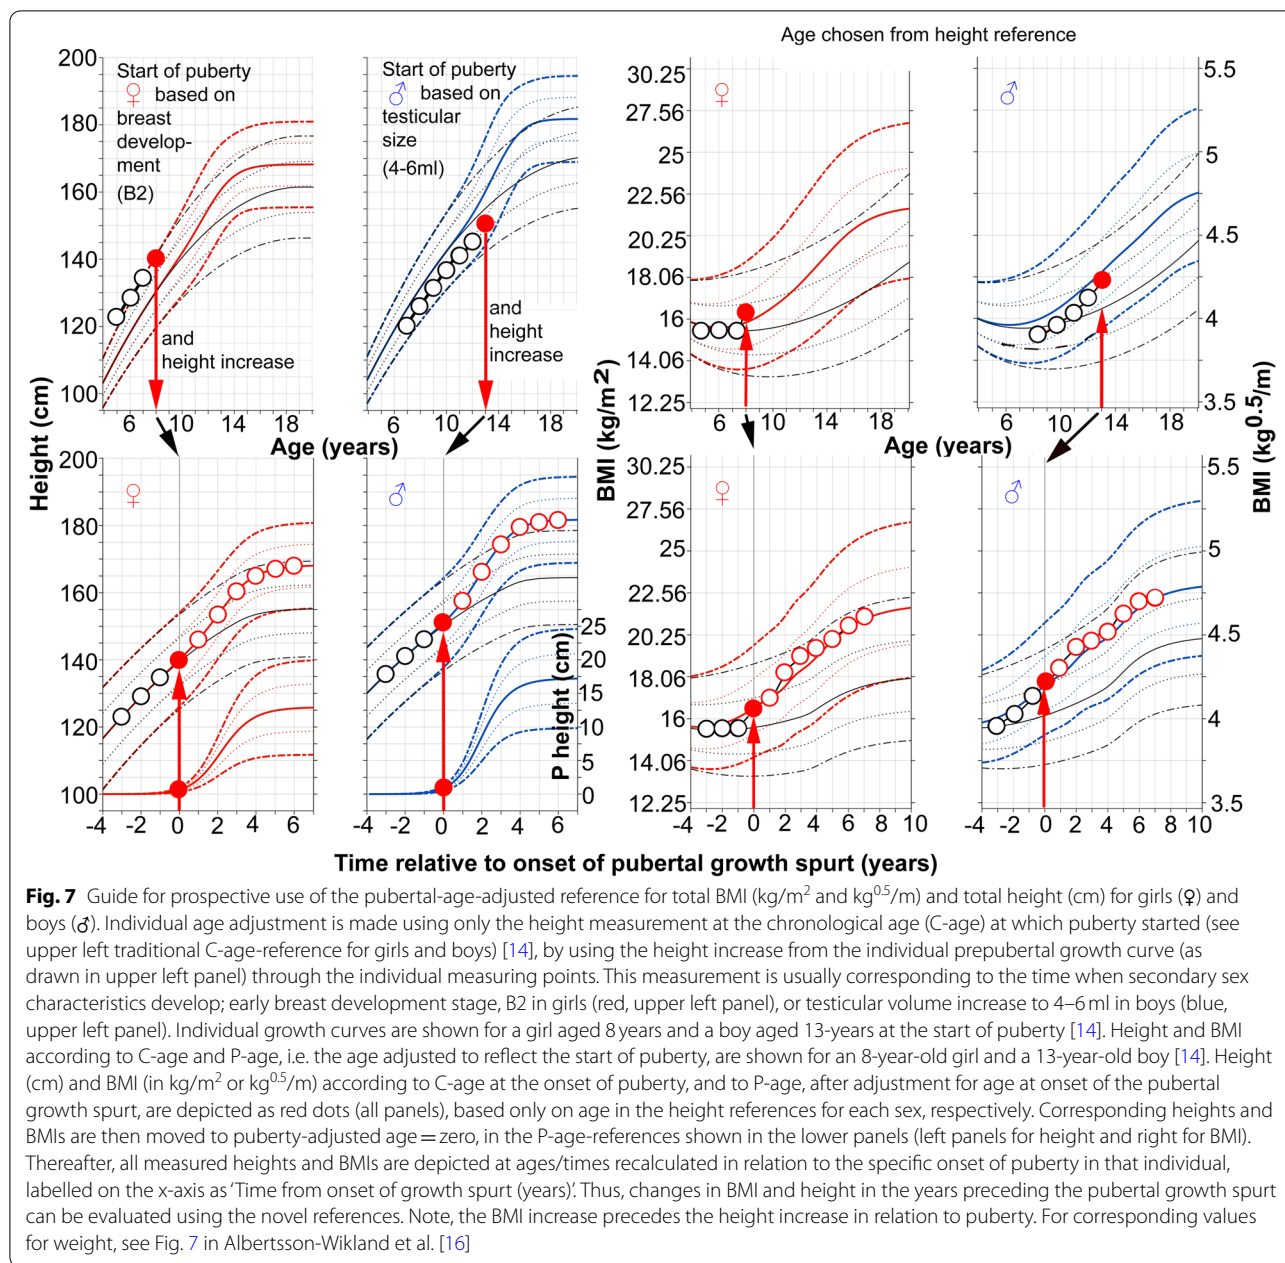 Age chosen from height reference
200
180
160
140
120
100
Start of puberty
♀ based on
breast
develop-
ment
(B2)
and
height increase
10
14
18
Start of puberty
♂ based on
testicular
size
(4-6ml)
and
height
increase
10
14
18
Age (years)
Height (cm)
30.25
27.56
25
22.56
20.25
18.06
16
14.06
12.25
♀
6
10
14
18
♂
5.5
5
4.5
4
3.5
6
10
14
18
Age (years)
BMI (kg/m²)
BMI (kg^0.5/m)
200
180
160
140
120
100
♀
-4
-2
0
2
4
6
♂
25
20
15
10
5
0
P height (cm)
-4
-2
0
2
4
6
30.25
27.56
25
22.56
20.25
18.06
16
14.06
12.25
♀
-4
-2
0
2
4
6
8
10
♂
5.5
5
4.5
4
3.5
-4
-2
0
2
4
6
8
10
Time relative to onset of pubertal growth spurt (years)
Fig. 7 Guide for prospective use of the pubertal-age-adjusted reference for total BMI (kg/m² and kg^0.5/m) and total height (cm) for girls (♀) and
boys (♂). Individual age adjustment is made using only the height measurement at the chronological age (C-age) at which puberty started (see
upper left traditional C-age-reference for girls and boys) [14], by using the height increase from the individual prepubertal growth curve (as
drawn in upper left panel) through the individual measuring points. This measurement is usually corresponding to the time when secondary sex
characteristics develop; early breast development stage, B2 in girls (red, upper left panel), or testicular volume increase to 4–6 ml in boys (blue,
upper left panel). Individual growth curves are shown for a girl aged 8 years and a boy aged 13-years at the start of puberty [14]. Height and BMI
according to C-age and P-age, i.e. the age adjusted to reflect the start of puberty, are shown for an 8-year-old girl and a 13-year-old boy [14]. Height
(cm) and BMI (in kg/m² or kg^0.5/m) according to C-age at the onset of puberty, and to P-age, after adjustment for age at onset of the pubertal
growth spurt, are depicted as red dots (all panels), based only on age in the height references for each sex, respectively. Corresponding heights and
BMIs are then moved to puberty-adjusted age = zero, in the P-age-references shown in the lower panels (left panels for height and right for BMI).
Thereafter, all measured heights and BMIs are depicted at ages/times recalculated in relation to the specific onset of puberty in that individual,
labelled on the x-axis as ‘Time from onset of growth spurt (years)’. Thus, changes in BMI and height in the years preceding the pubertal growth spurt
can be evaluated using the novel references. Note, the BMI increase precedes the height increase in relation to puberty. For corresponding values
for weight, see Fig. 7 in Albertsson-Wikland et al. [16]